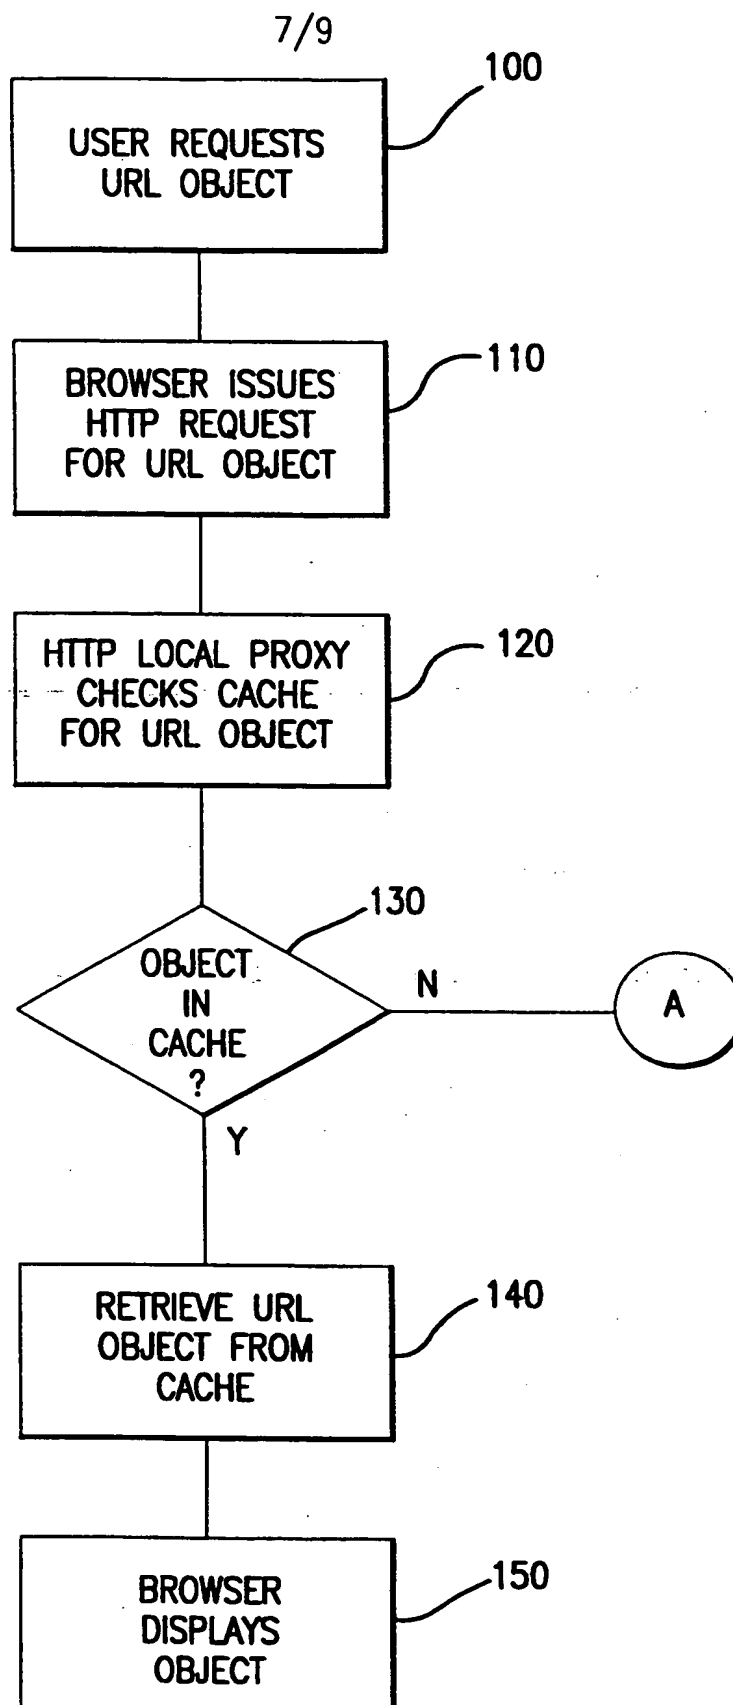 7/9
100
USER REQUESTS
URL OBJECT
110
BROWSER ISSUES
HTTP REQUEST
FOR URL OBJECT
120
HTTP LOCAL PROXY
CHECKS CACHE
FOR URL OBJECT
130
OBJECT
IN
CACHE
?
N
A
Y
140
RETRIEVE URL
OBJECT FROM
CACHE
150
BROWSER
DISPLAYS
OBJECT